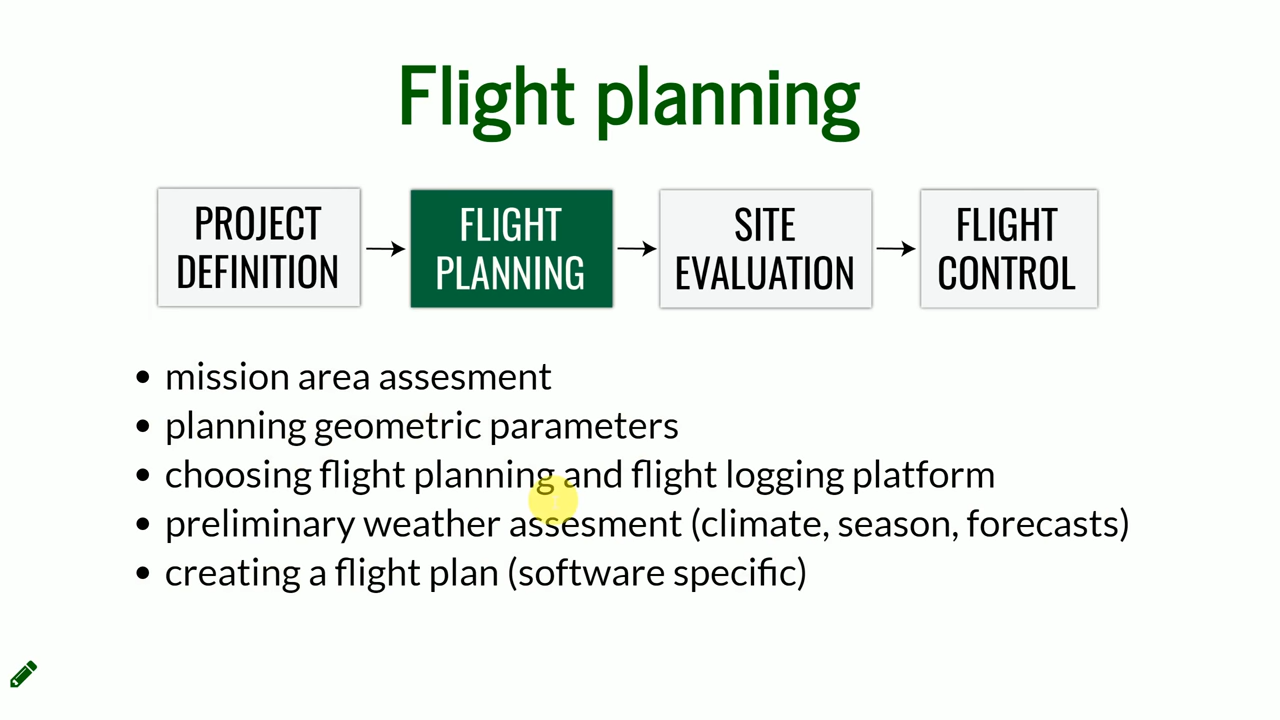 Flight planning
PROJECT
DEFINITION
FLIGHT
PLANNING
SITE
EVALUATION
FLIGHT
CONTROL
• mission area assesment
• planning geometric parameters
• choosing flight planning and flight logging platform
• preliminary weather assesment (climate, season, forecasts)
• creating a flight plan (software specific)